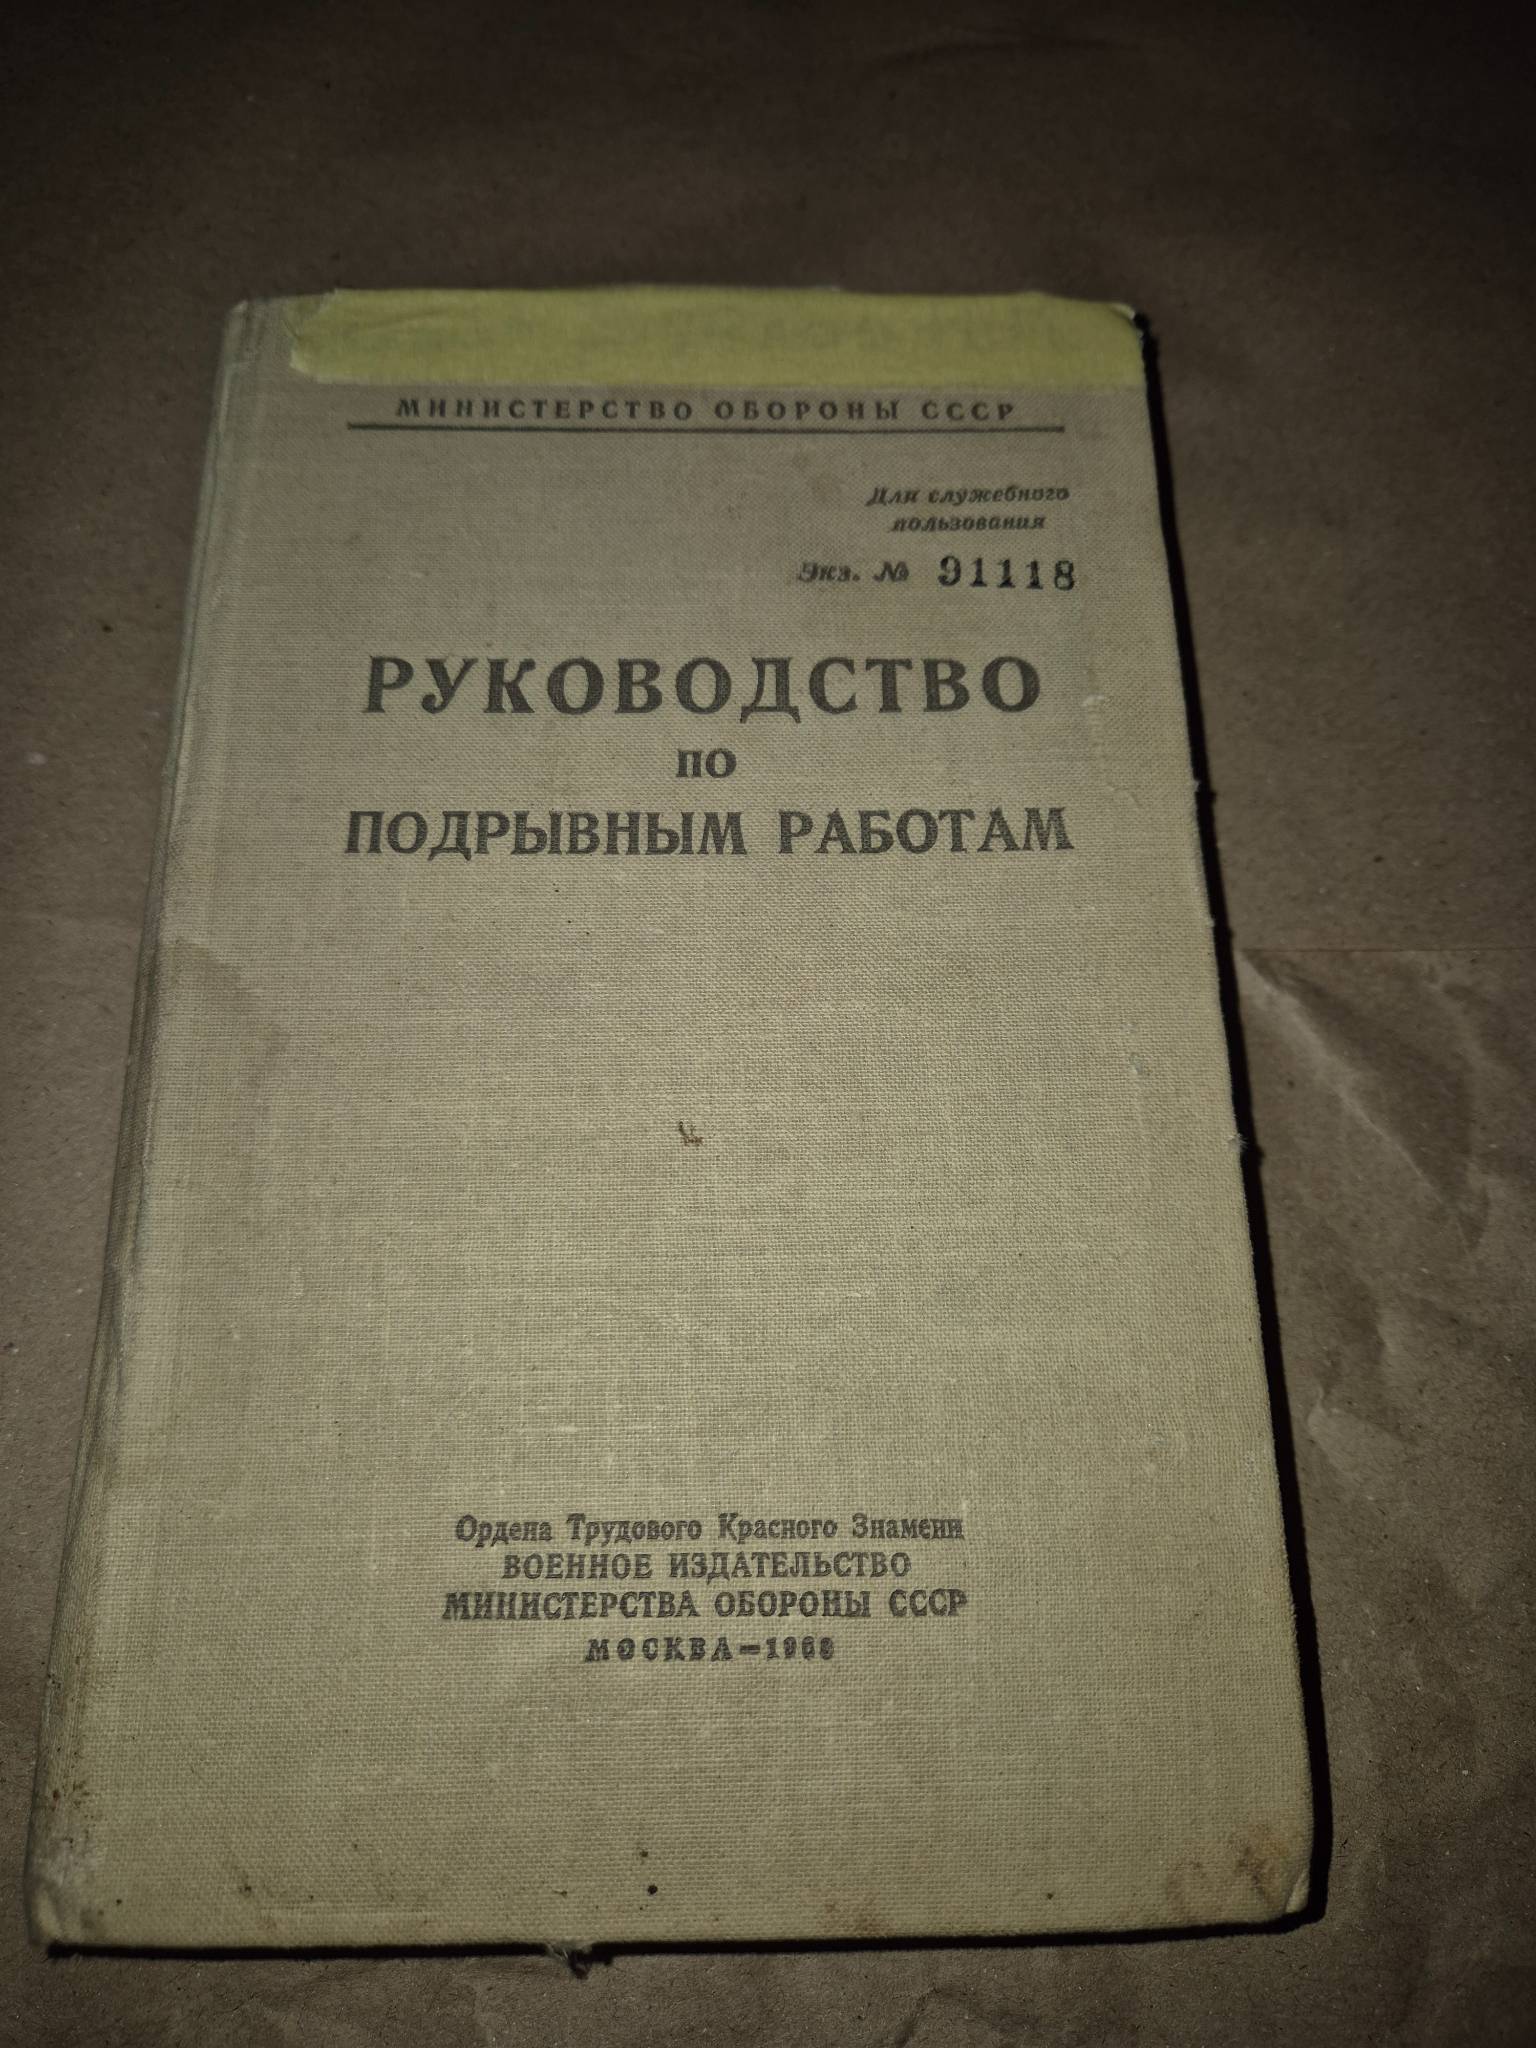 МИНИСТЕРСТВО ОБОРОНЫ СССР
Для служебного
пользования
Экз. № 91118
РУКОВОДСТВО
ПО
ПОДРЫВНЫМ РАБОТАМ
Ордена Трудового Красного Знамени
ВОЕННОЕ ИЗДАТЕЛЬСТВО
МИНИСТЕРСТВА ОБОРОНЫ СССР
МОСКВА—1969